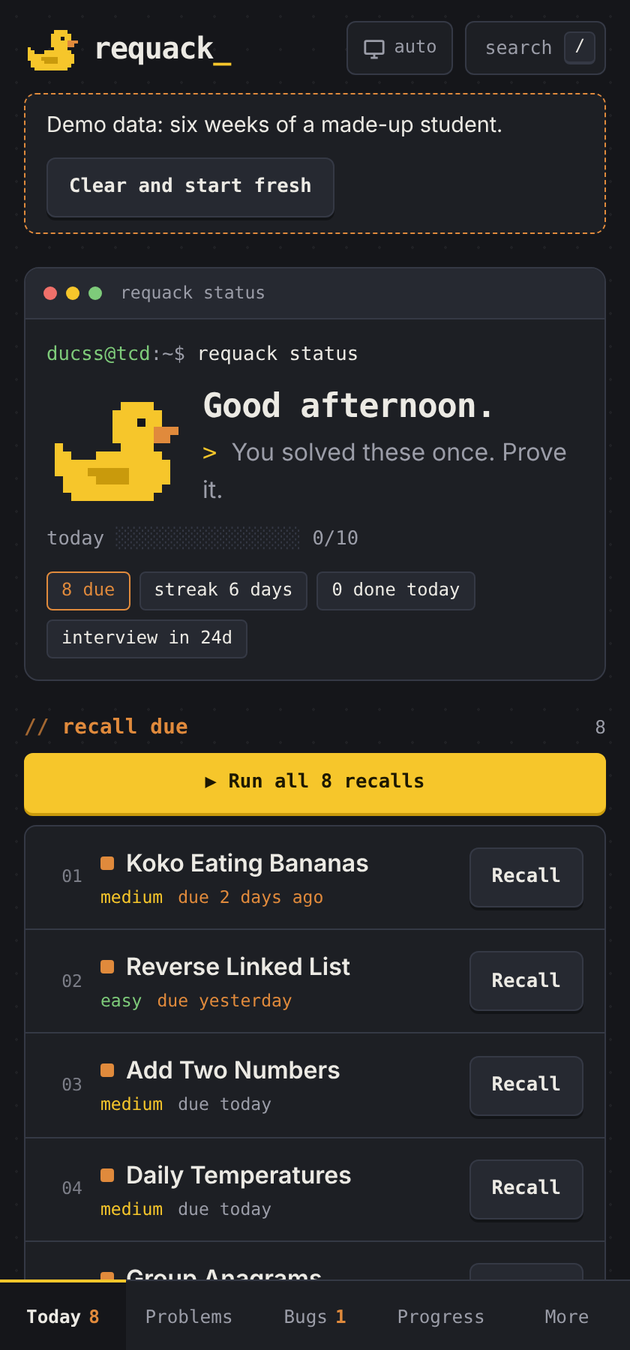 requack_
auto
search /
Demo data: six weeks of a made-up student.
Clear and start fresh
requack status
ducss@tcd:~$ requack status
Good afternoon.
> You solved these once. Prove
it.
today 0/10
8 due
streak 6 days
0 done today
interview in 24d
// recall due 8
▶ Run all 8 recalls
01 Koko Eating Bananas
medium due 2 days ago
Recall
02 Reverse Linked List
easy due yesterday
Recall
03 Add Two Numbers
medium due today
Recall
04 Daily Temperatures
medium due today
Recall
Group Anagrams
Today 8
Problems
Bugs 1
Progress
More